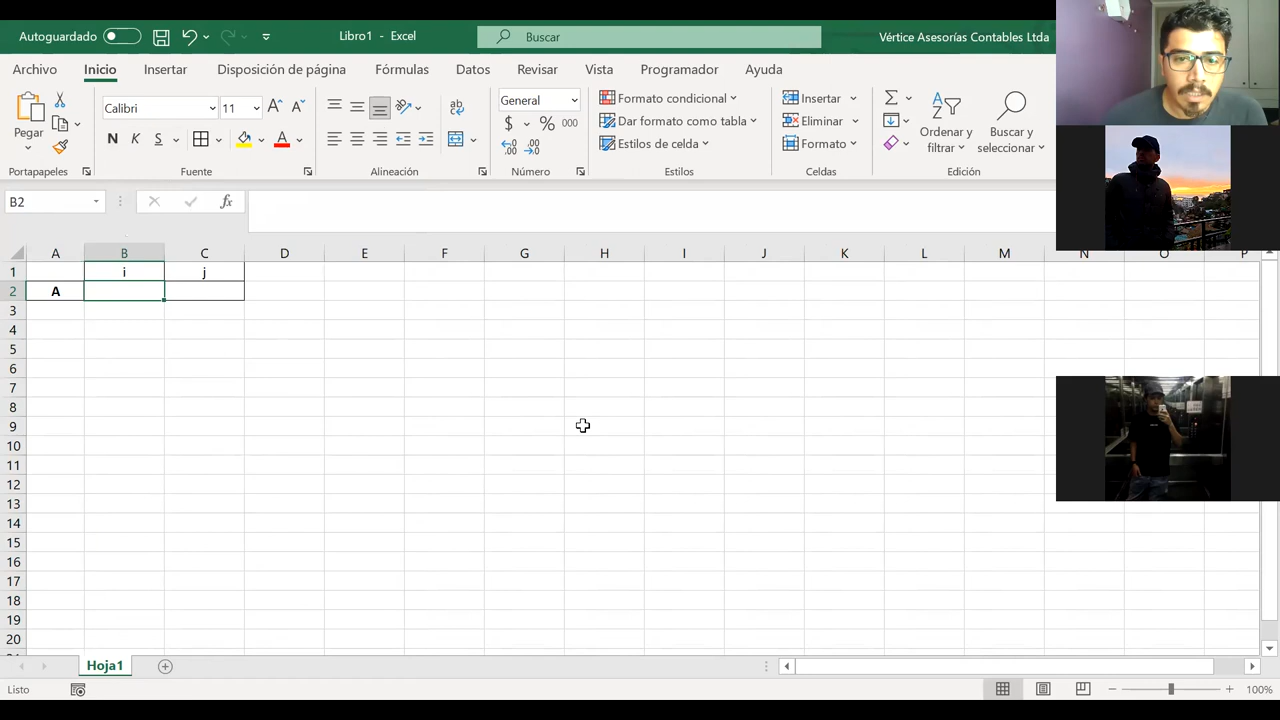 Autoguardado
Libro1 - Excel
Buscar
Vértice Asesorías Contables Ltda
Archivo Inicio Insertar Disposición de página Fórmulas Datos Revisar Vista Programador Ayuda
Pegar
Calibri 11
N K S
General
$ % 000
Formato condicional
Dar formato como tabla
Estilos de celda
Insertar
Eliminar
Formato
Ordenar y
filtrar
Buscar y
seleccionar
Portapapeles Fuente Alineación Número Estilos Celdas Edición
B2
fx
A B C D E F G H I J K L M N O P
1 i j
2 A
3
4
5
6
7
8
9
10
11
12
13
14
15
16
17
18
19
20
Hoja1
Listo
100%